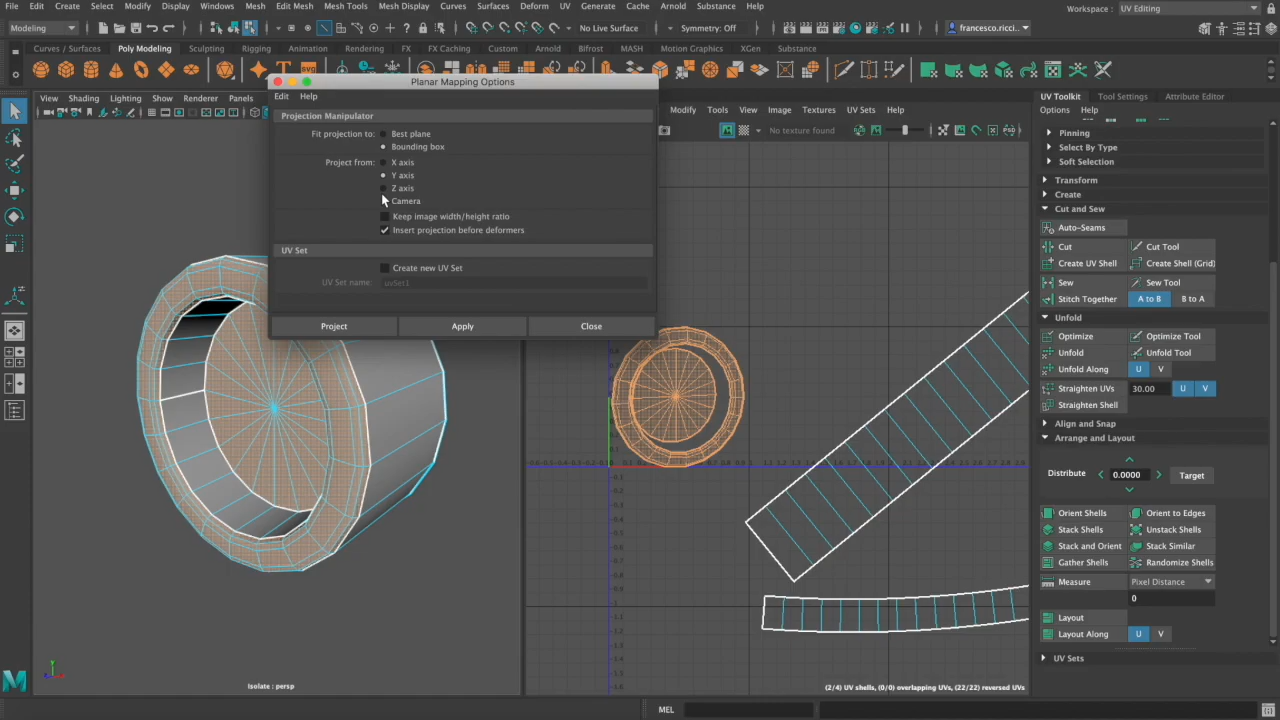 File Edit Create Select Modify Display Windows Mesh Edit Mesh Mesh Tools Mesh Display Curves Surfaces Deform UV Generate Cache Arnold Substance Help
Workspace : UV Editing
Modeling No Live Surface Symmetry: Off francesco.ricci...
Curves / Surfaces Poly Modeling Sculpting Rigging Animation Rendering FX FX Caching Custom Arnold Bifrost MASH Motion Graphics XGen Substance
Planar Mapping Options
Edit Help
Projection Manipulator
Fit projection to: Best plane
Bounding box
Project from: X axis
Y axis
Z axis
Camera
Keep image width/height ratio
Insert projection before deformers
UV Set
Create new UV Set
UV Set name: uvSet1
Project Apply Close
View Shading Lighting Show Renderer Panels
Isolate : persp
Modify Tools View Image Textures UV Sets Help
No texture found
(2/4) UV shells, (0/0) overlapping UVs, (22/22) reversed UVs
UV Toolkit Tool Settings Attribute Editor
Options Help
Pinning
Select By Type
Soft Selection
Transform
Create
Cut and Sew
Auto-Seams
Cut Cut Tool
Create UV Shell Create Shell (Grid)
Sew Sew Tool
Stitch Together A to B B to A
Unfold
Optimize Optimize Tool
Unfold Unfold Tool
Unfold Along U V
Straighten UVs 30.00 U V
Straighten Shell
Align and Snap
Arrange and Layout
Distribute 0.0000 Target
Orient Shells Orient to Edges
Stack Shells Unstack Shells
Stack and Orient Stack Similar
Gather Shells Randomize Shells
Measure Pixel Distance
0
Layout
Layout Along U V
UV Sets
MEL